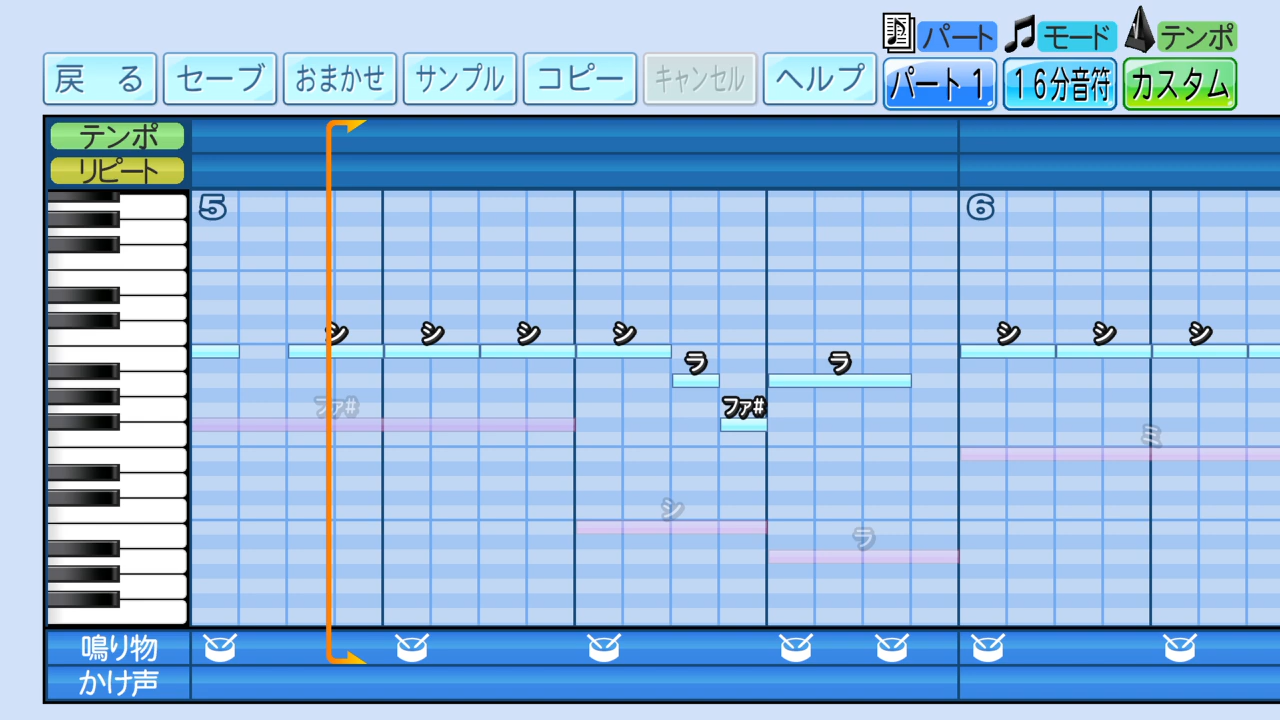 パート モード テンポ
戻る セーブ おまかせ サンプル コピー キャンセル ヘルプ パート1 16分音符 カスタム
テンポ
リピート
5 6
シ シ シ シ シ シ シ
ラ ラ
ファ# ファ#
ミ
シ
ラ
鳴り物
かけ声